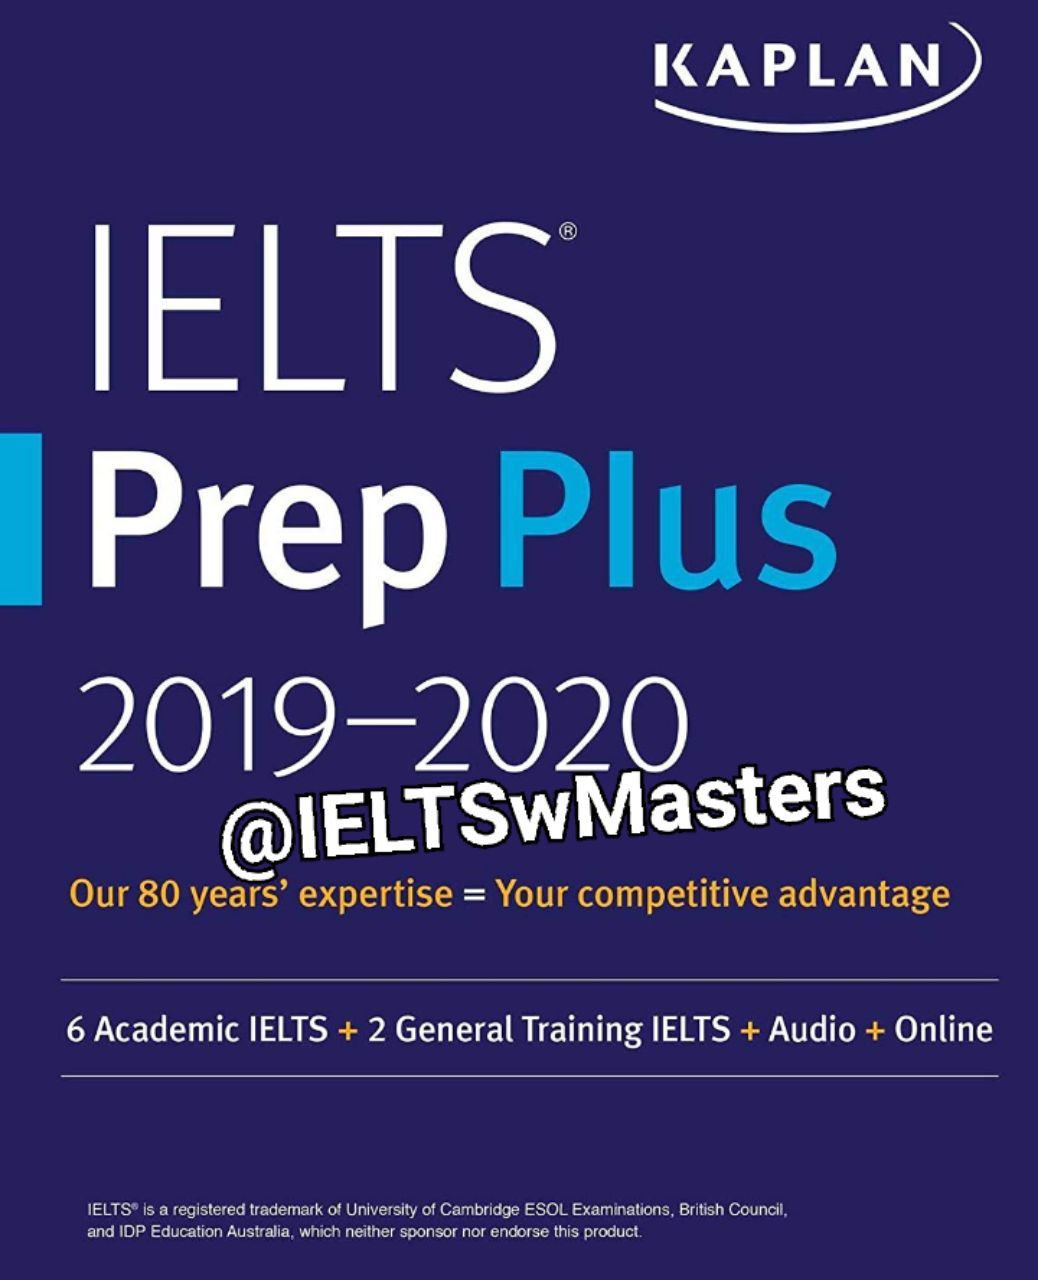 KAPLAN
IELTS®
Prep Plus
2019–2020
@IELTSwMasters
Our 80 years’ expertise = Your competitive advantage
6 Academic IELTS + 2 General Training IELTS + Audio + Online
IELTS® is a registered trademark of University of Cambridge ESOL Examinations, British Council,
and IDP Education Australia, which neither sponsor nor endorse this product.